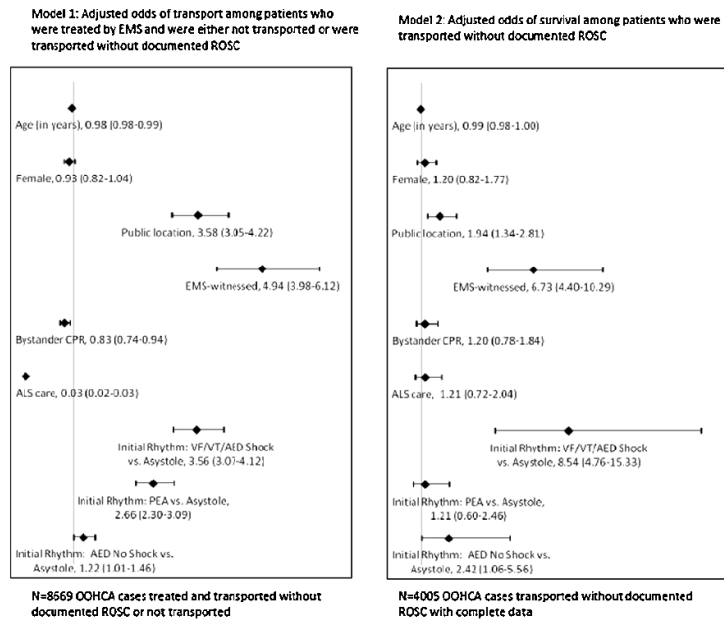 Model 1: Adjusted odds of transport among patients who
were treated by EMS and were either not transported or were
transported without documented ROSC
Age (in years), 0.98 (0.98-0.99)
Female, 0.93 (0.82-1.04)
Public location, 3.58 (3.05-4.22)
EMS-witnessed, 4.94 (3.98-6.12)
Bystander CPR, 0.83 (0.74-0.94)
ALS care, 0.03 (0.02-0.03)
Initial Rhythm: VF/VT/AED Shock
vs. Asystole, 3.56 (3.07-4.12)
Initial Rhythm: PEA vs. Asystole,
2.66 (2.30-3.09)
Initial Rhythm: AED No Shock vs.
Asystole, 1.22 (1.01-1.46)
N=8669 OOHCA cases treated and transported without
documented ROSC or not transported
Model 2: Adjusted odds of survival among patients who were
transported without documented ROSC
Age (in years), 0.99 (0.98-1.00)
Female, 1.20 (0.82-1.77)
Public location, 1.94 (1.34-2.81)
EMS-witnessed, 6.73 (4.40-10.29)
Bystander CPR, 1.20 (0.78-1.84)
ALS care, 1.21 (0.72-2.04)
Initial Rhythm: VF/VT/AED Shock
vs. Asystole, 8.54 (4.76-15.33)
Initial Rhythm: PEA vs. Asystole,
1.21 (0.60-2.46)
Initial Rhythm: AED No Shock vs.
Asystole, 2.42 (1.06-5.56)
N=4005 OOHCA cases transported without documented
ROSC with complete data